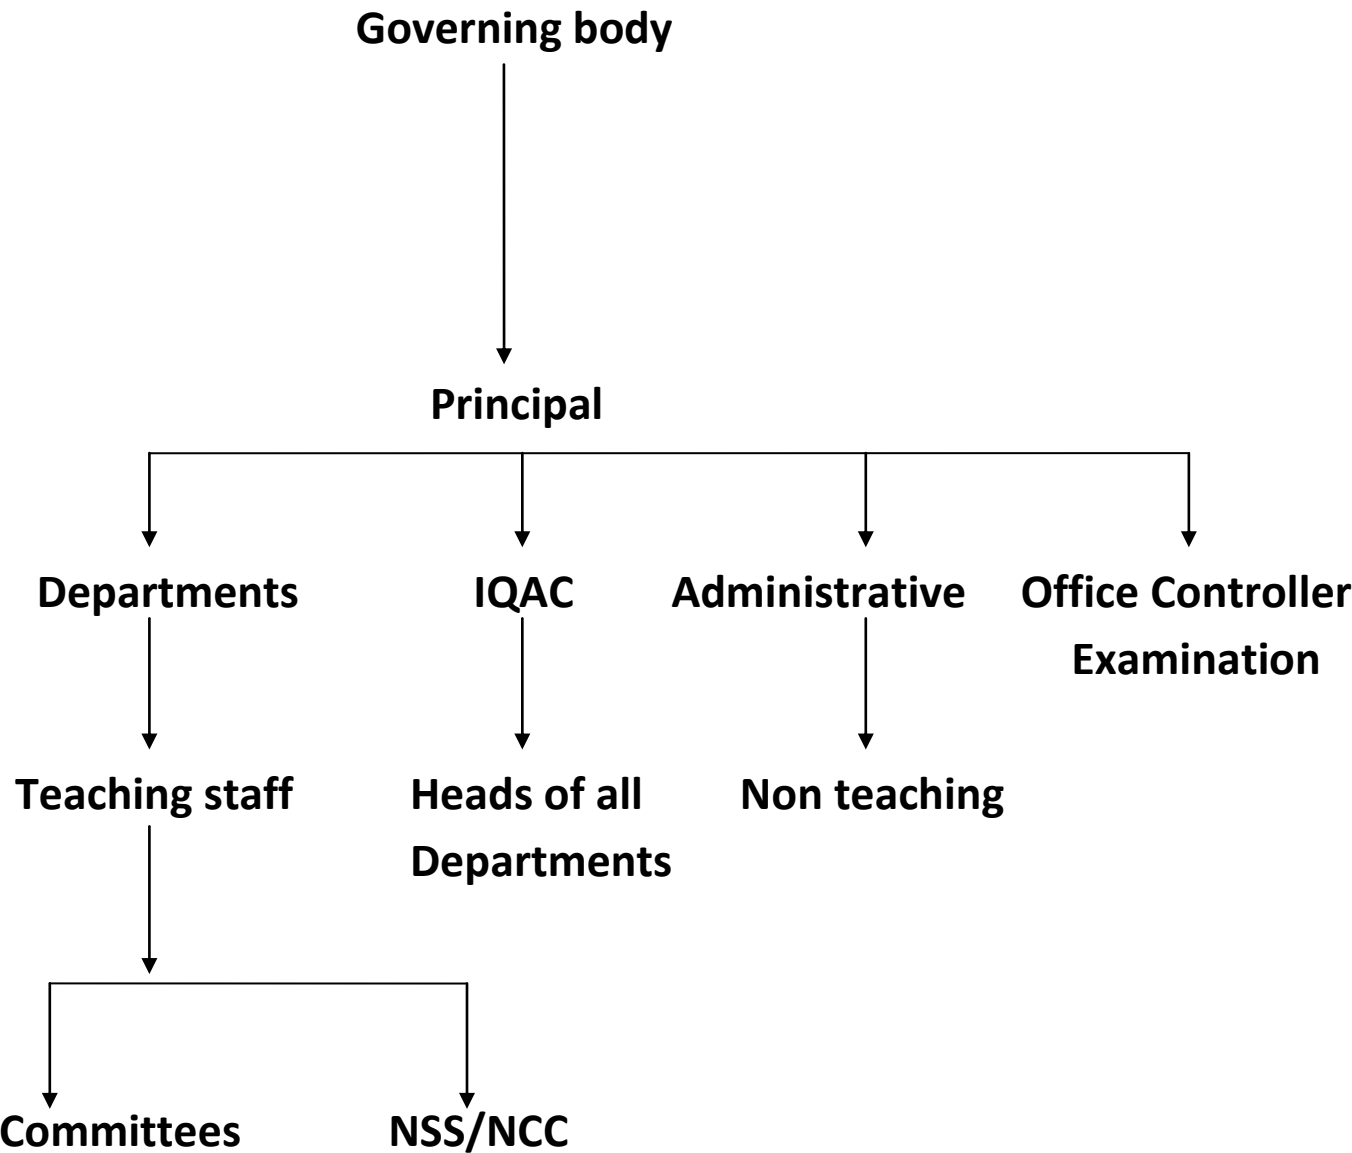 Governing body
Principal
Departments
IQAC
Administrative
Office Controller
Examination
Teaching staff
Heads of all
Departments
Non teaching
Committees
NSS/NCC